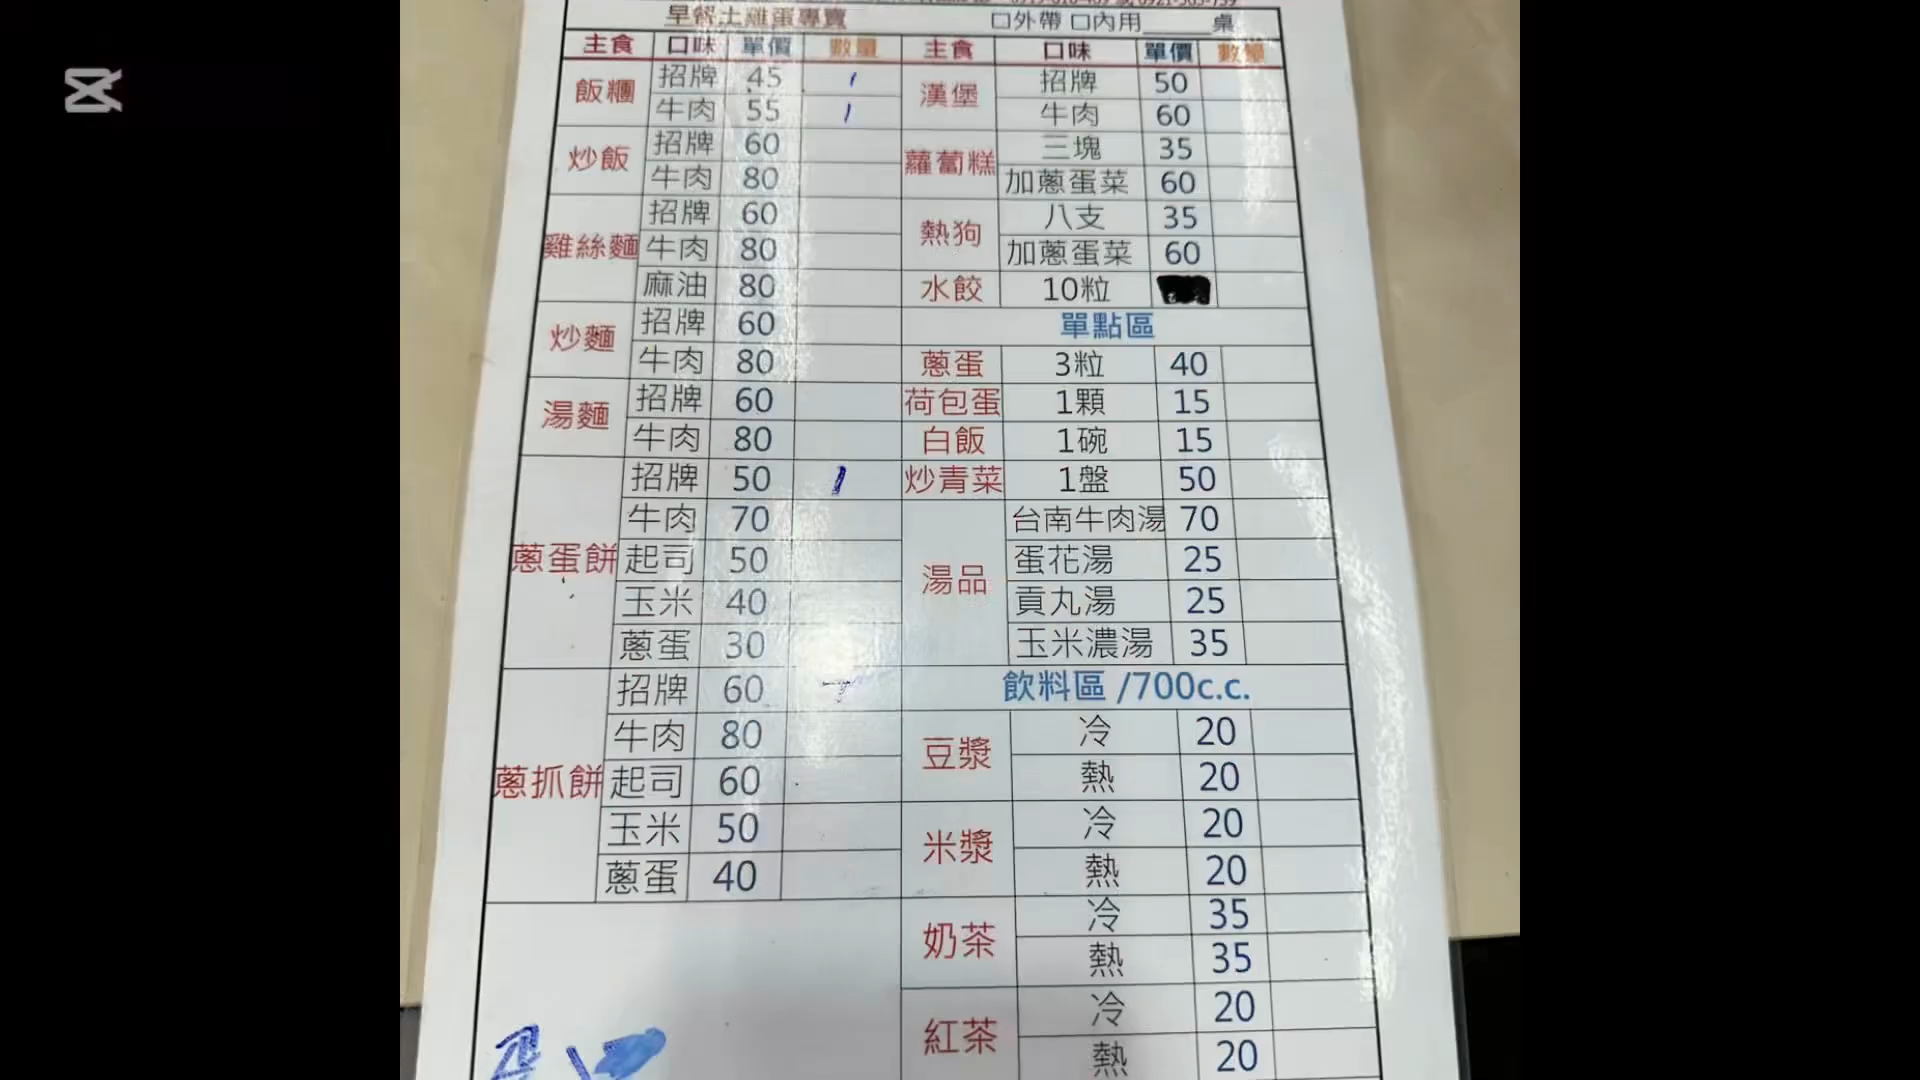 早餐土雞蛋專賣 □外帶 □內用______桌
主食 口味 單價 數量
飯糰 招牌 45 1
牛肉 55 1
炒飯 招牌 60
牛肉 80
雞絲麵 招牌 60
牛肉 80
麻油 80
炒麵 招牌 60
牛肉 80
湯麵 招牌 60
牛肉 80
蔥蛋餅 招牌 50 1
牛肉 70
起司 50
玉米 40
蔥蛋 30
蔥抓餅 招牌 60
牛肉 80
起司 60
玉米 50
蔥蛋 40
主食 口味 單價 數量
漢堡 招牌 50
牛肉 60
蘿蔔糕 三塊 35
加蔥蛋菜 60
熱狗 八支 35
加蔥蛋菜 60
水餃 10粒
單點區
蔥蛋 3粒 40
荷包蛋 1顆 15
白飯 1碗 15
炒青菜 1盤 50
湯品 台南牛肉湯 70
蛋花湯 25
貢丸湯 25
玉米濃湯 35
飲料區 /700c.c.
豆漿 冷 20
熱 20
米漿 冷 20
熱 20
奶茶 冷 35
熱 35
紅茶 冷 20
熱 20